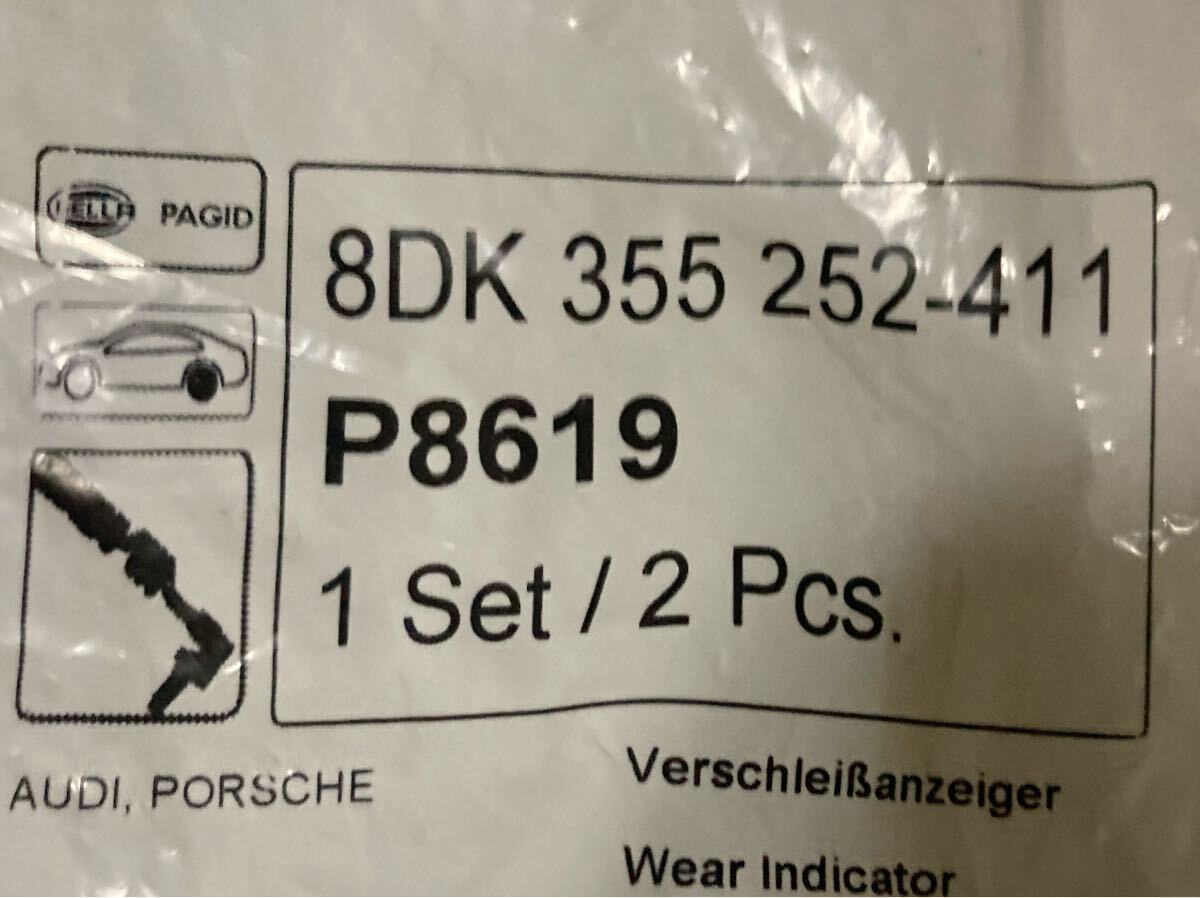 HELLA PAGID
8DK 355 252-411
P8619
1 Set / 2 Pcs.
AUDI, PORSCHE
Verschleißanzeiger
Wear Indicator